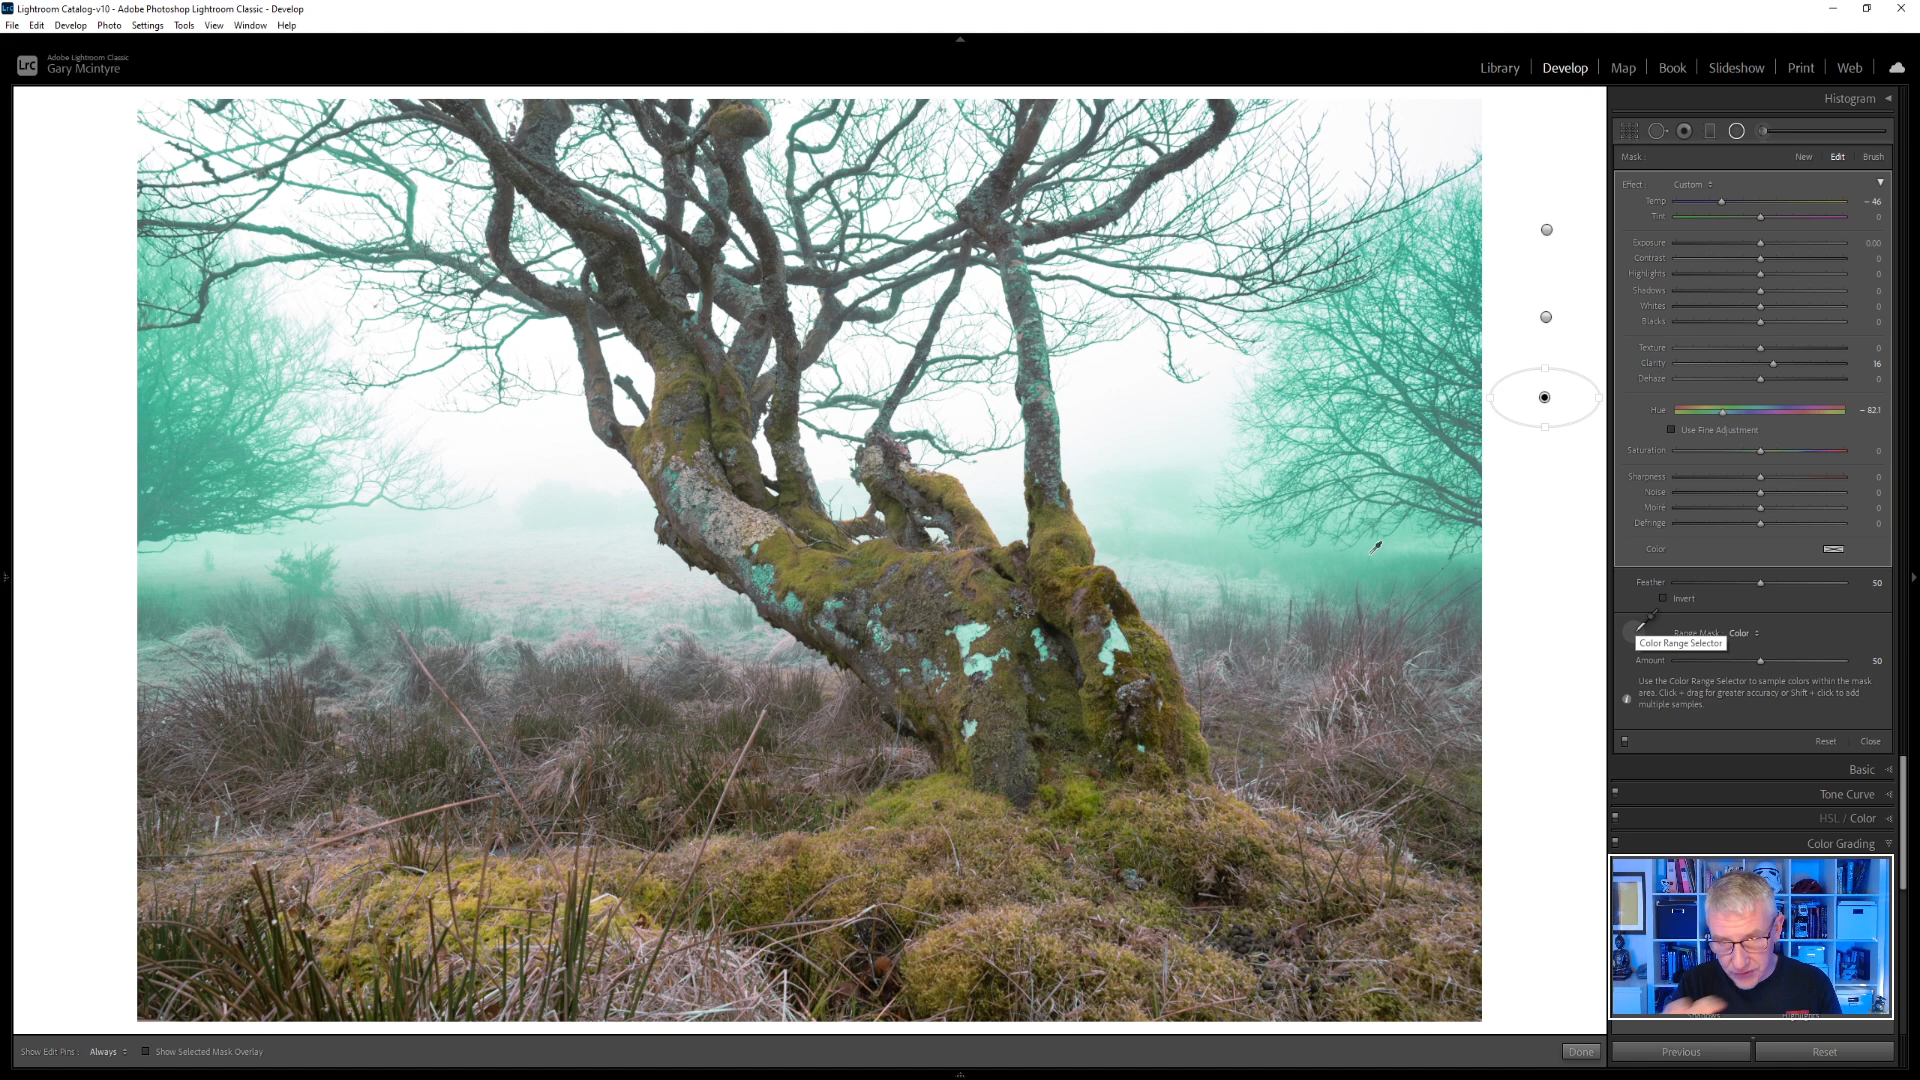 Lightroom Catalog-v10 - Adobe Photoshop Lightroom Classic - Develop
File Edit Develop Photo Settings Tools View Window Help
LrC Adobe Lightroom Classic
Gary Mcintyre
Library Develop Map Book Slideshow Print Web
Histogram
Mask : New Edit Brush
Effect : Custom
Temp - 46
Tint 0
Exposure 0.00
Contrast 0
Highlights 0
Shadows 0
Whites 0
Blacks 0
Texture 0
Clarity 16
Dehaze 0
Hue - 82.1
Use Fine Adjustment
Saturation 0
Sharpness 0
Noise 0
Moiré 0
Defringe 0
Color
Feather 50
Invert
Range Mask Color
Color Range Selector
Amount 50
Use the Color Range Selector to sample colors within the mask
area. Click + drag for greater accuracy or Shift + click to add
multiple samples.
Reset Close
Basic
Tone Curve
HSL / Color
Color Grading
Shadows Highlights
Show Edit Pins : Always Show Selected Mask Overlay Done
Previous Reset